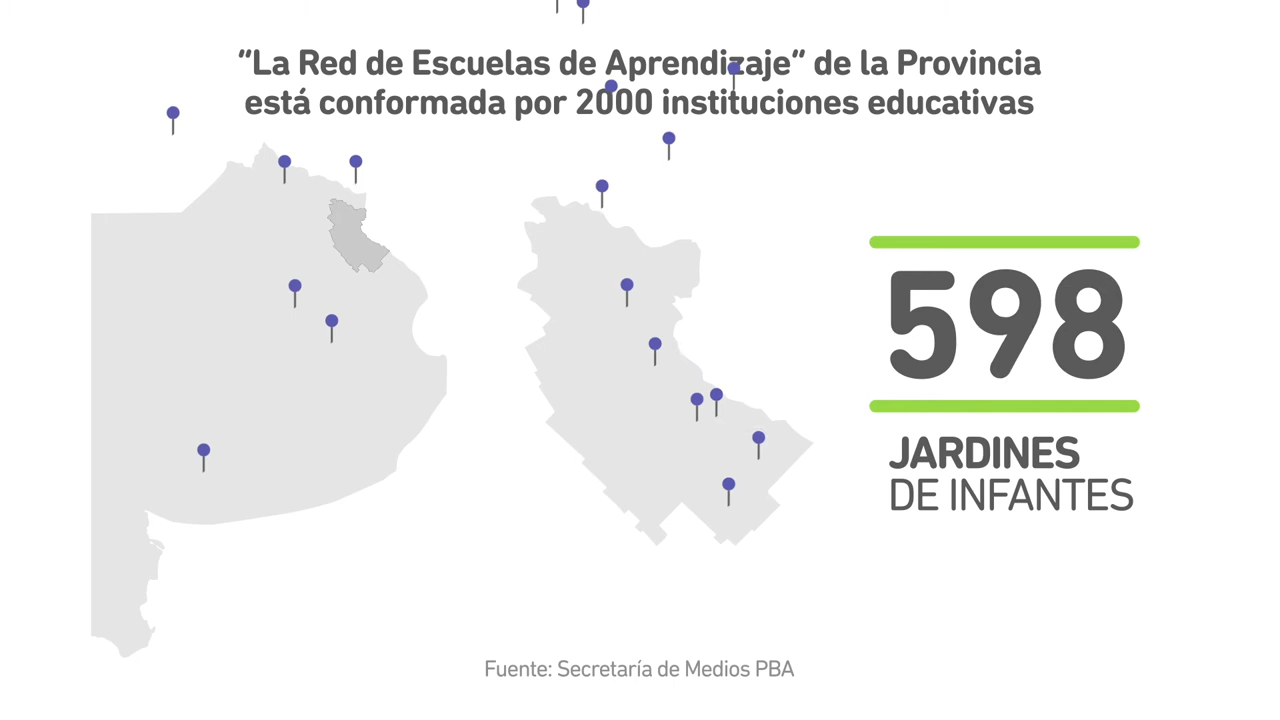 “La Red de Escuelas de Aprendizaje” de la Provincia
está conformada por 2000 instituciones educativas
598
JARDINES
DE INFANTES
Fuente: Secretaría de Medios PBA